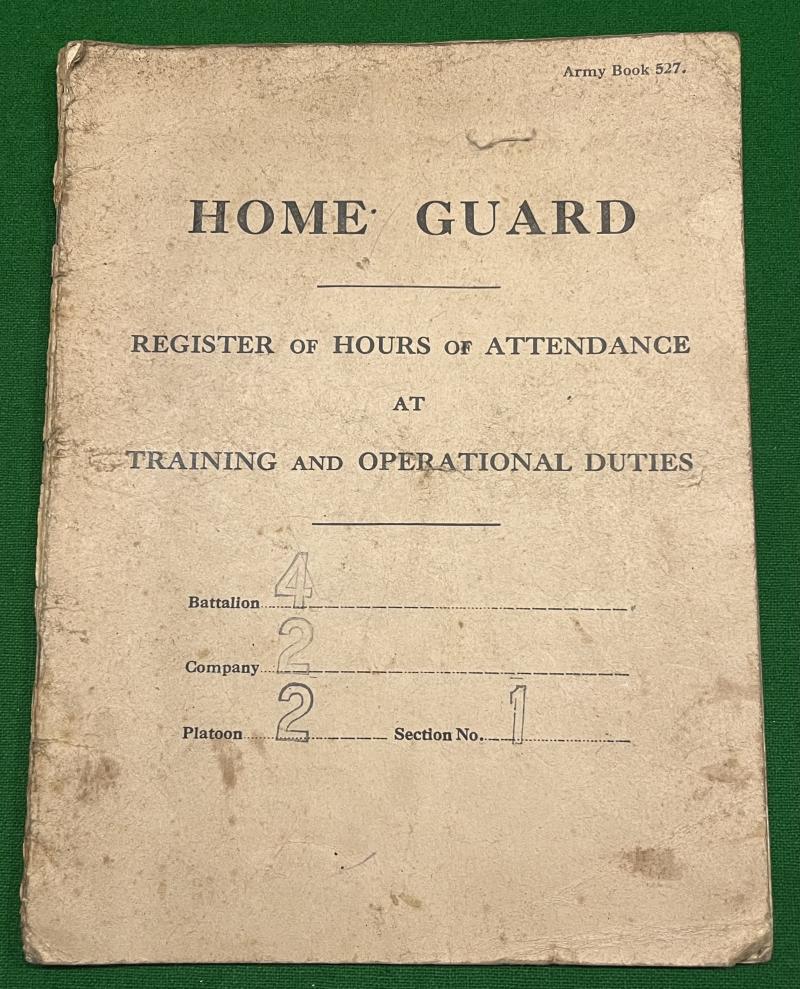 Army Book 527.
HOME GUARD
REGISTER OF HOURS OF ATTENDANCE
AT
TRAINING AND OPERATIONAL DUTIES
Battalion 4
Company 2
Platoon 2 Section No. 1